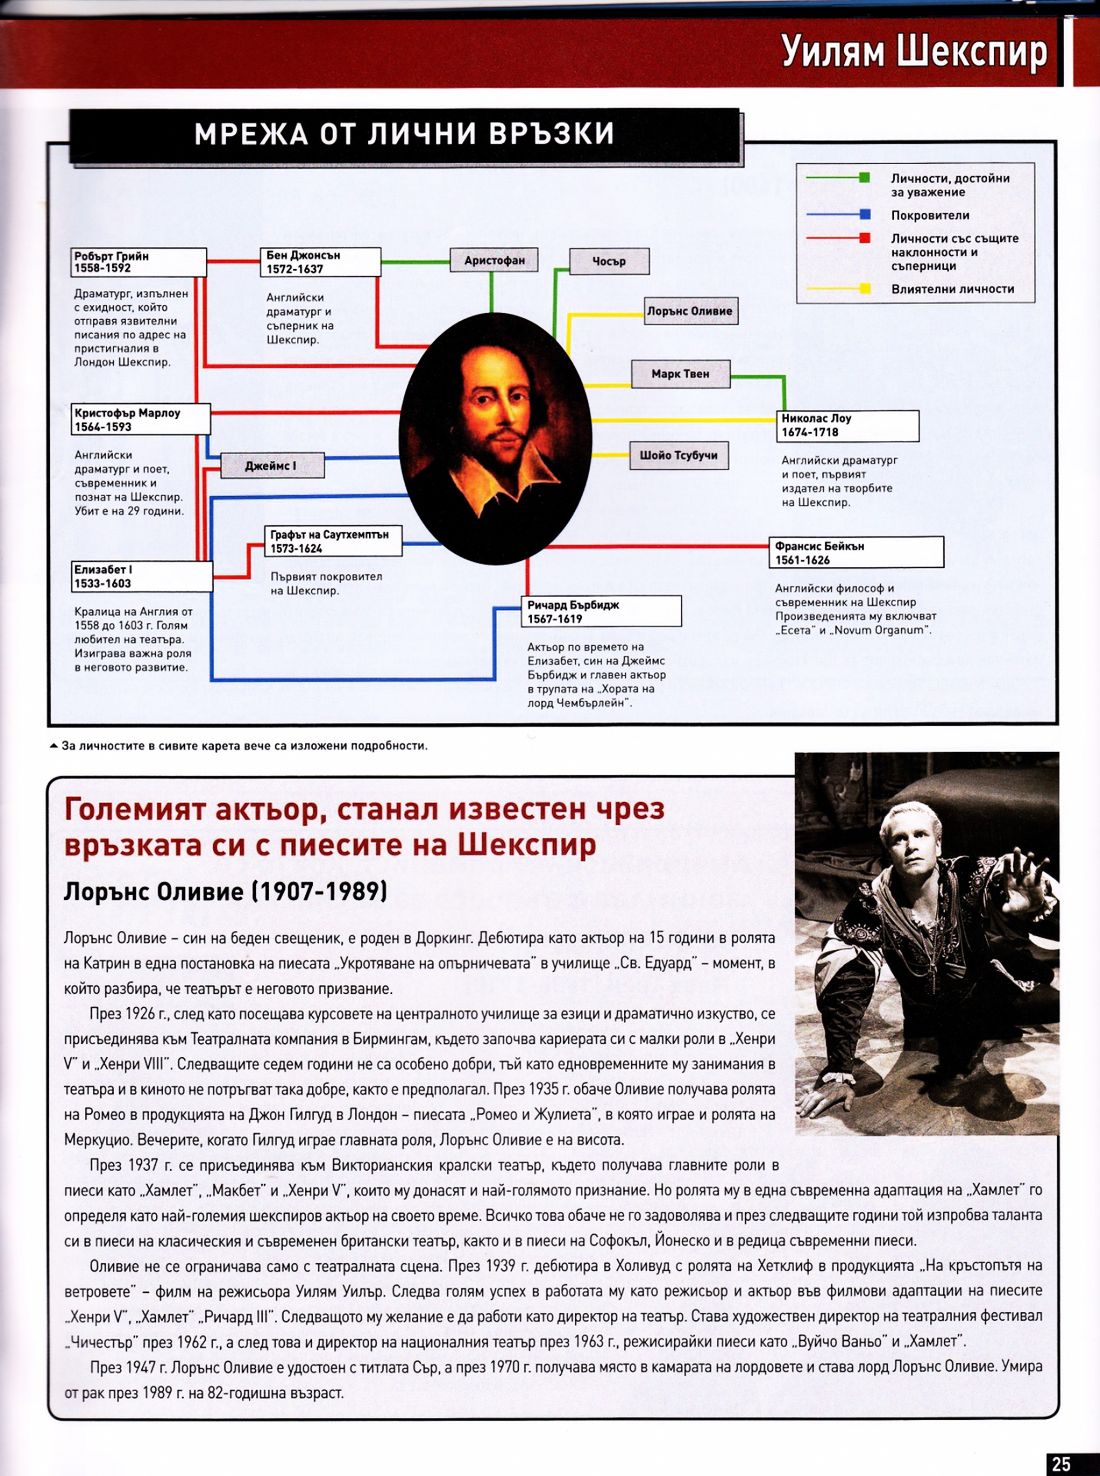 Уилям Шекспир
МРЕЖА ОТ ЛИЧНИ ВРЪЗКИ
Личности, достойни
за уважение
Покровители
Личности със същите
наклонности и
съперници
Влиятелни личности
Робърт Грийн
1558-1592
Драматург, изпълнен
с ехидност, който
отправя язвителни
писания по адрес на
пристигналия в
Лондон Шекспир.
Бен Джонсън
1572-1637
Английски
драматург и
съперник на
Шекспир.
Аристофан
Чосър
Лорънс Оливие
Марк Твен
Николас Лоу
1674-1718
Английски драматург
и поет, първият
издател на творбите
на Шекспир.
Кристофър Марлоу
1564-1593
Английски
драматург и поет,
съвременник и
познат на Шекспир.
Убит е на 29 години.
Джеймс I
Шойо Тсубучи
Графът на Саутхемптън
1573-1624
Първият покровител
на Шекспир.
Франсис Бейкън
1561-1626
Английски философ и
съвременник на Шекспир
Произведенията му включват
„Есета" и „Novum Organum".
Елизабет I
1533-1603
Кралица на Англия от
1558 до 1603 г. Голям
любител на театъра.
Изиграва важна роля
в неговото развитие.
Ричард Бърбидж
1567-1619
Актьор по времето на
Елизабет, син на Джеймс
Бърбидж и главен актьор
в трупата на „Хората на
лорд Чембърлейн".
За личностите в сивите карета вече са изложени подробности.
Големият актьор, станал известен чрез
връзката си с пиесите на Шекспир
Лорънс Оливие (1907-1989)
Лорънс Оливие – син на беден свещеник, е роден в Доркинг. Дебютира като актьор на 15 години в ролята
на Катрин в една постановка на пиесата „Укротяване на опърничевата" в училище „Св. Едуард" – момент, в
който разбира, че театърът е неговото призвание.
През 1926 г., след като посещава курсовете на централното училище за езици и драматично изкуство, се
присъединява към Театралната компания в Бирмингам, където започва кариерата си с малки роли в „Хенри
V" и „Хенри VIII". Следващите седем години не са особено добри, тъй като едновременните му занимания в
театъра и в киното не потръгват така добре, както е предполагал. През 1935 г. обаче Оливие получава ролята
на Ромео в продукцията на Джон Гилгуд в Лондон – пиесата „Ромео и Жулиета", в която играе и ролята на
Меркуцио. Вечерите, когато Гилгуд играе главната роля, Лорънс Оливие е на висота.
През 1937 г. се присъединява към Викторианския кралски театър, където получава главните роли в
пиеси като „Хамлет", „Макбет" и „Хенри V", които му донасят и най-голямото признание. Но ролята му в една съвременна адаптация на „Хамлет" го
определя като най-големия шекспиров актьор на своето време. Всичко това обаче не го задоволява и през следващите години той изпробва таланта
си в пиеси на класическия и съвременен британски театър, както и в пиеси на Софокъл, Йонеско и в редица съвременни пиеси.
Оливие не се ограничава само с театралната сцена. През 1939 г. дебютира в Холивуд с ролята на Хетклиф в продукцията „На кръстопътя на
ветровете" – филм на режисьора Уилям Уилър. Следва голям успех в работата му като режисьор и актьор във филмови адаптации на пиесите
„Хенри V", „Хамлет" „Ричард III". Следващото му желание е да работи като директор на театър. Става художествен директор на театралния фестивал
„Чичестър" през 1962 г., а след това и директор на националния театър през 1963 г., режисирайки пиеси като „Вуйчо Ваньо" и „Хамлет".
През 1947 г. Лорънс Оливие е удостоен с титлата Сър, а през 1970 г. получава място в камарата на лордовете и става лорд Лорънс Оливие. Умира
от рак през 1989 г. на 82-годишна възраст.
25